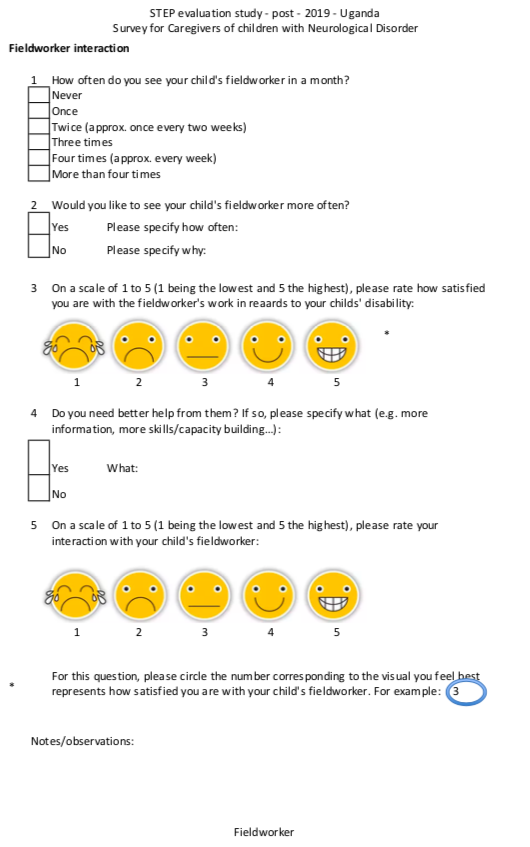 STEP evaluation study - post - 2019 - Uganda
Survey for Caregivers of children with Neurological Disorder
Fieldworker interaction
1 How often do you see your child's fieldworker in a month?
Never
Once
Twice (approx. once every two weeks)
Three times
Four times (approx. every week)
More than four times
2 Would you like to see your child's fieldworker more often?
Yes Please specify how often:
No Please specify why:
3 On a scale of 1 to 5 (1 being the lowest and 5 the highest), please rate how satisfied
you are with the fieldworker's work in reaards to your childs' disability:
*
1 2 3 4 5
4 Do you need better help from them? If so, please specify what (e.g. more
information, more skills/capacity building...):
Yes What:
No
5 On a scale of 1 to 5 (1 being the lowest and 5 the highest), please rate your
interaction with your child's fieldworker:
1 2 3 4 5
For this question, please circle the number corresponding to the visual you feel best
* represents how satisfied you are with your child's fieldworker. For example: 3
Notes/observations:
Fieldworker